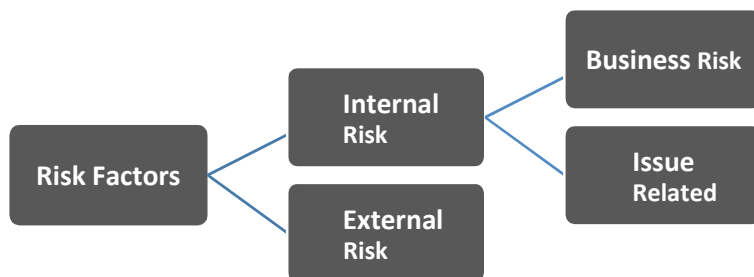 Risk Factors
Internal
Risk
External
Risk
Business Risk
Issue
Related